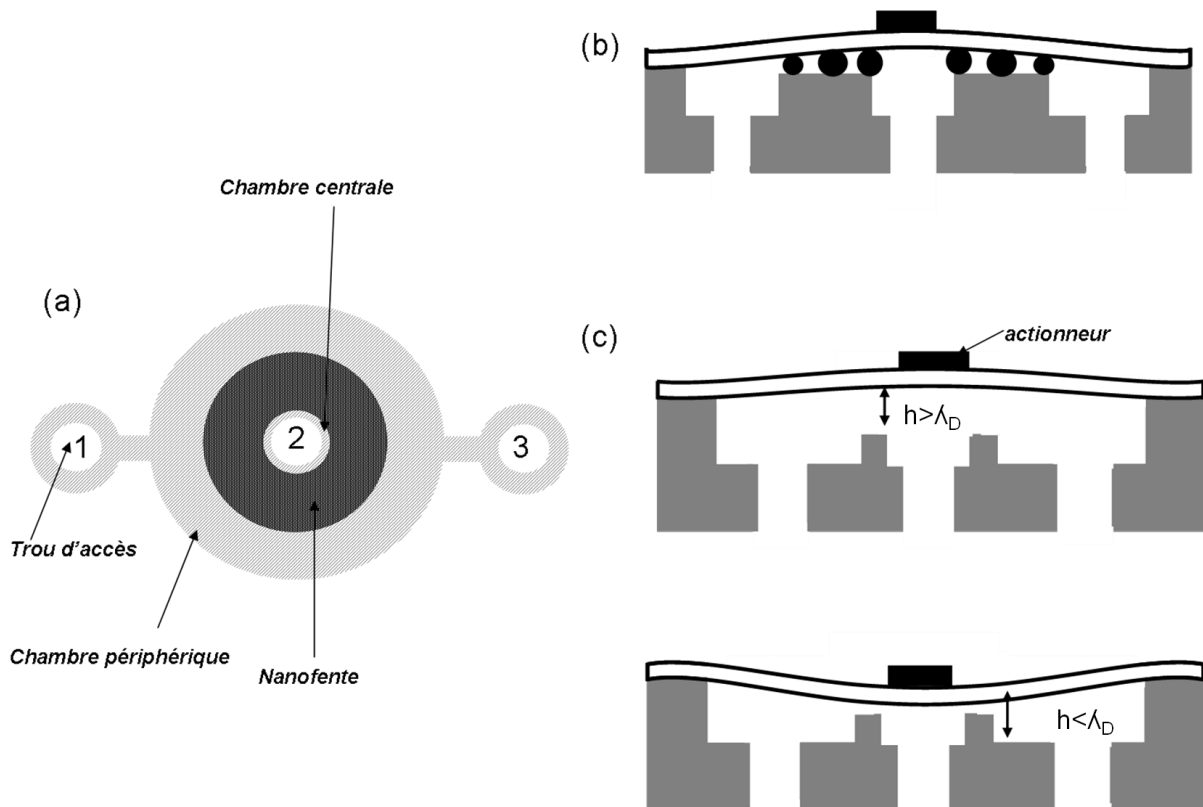 (b)
Chambre centrale
(a)
1
2
3
Trou d'accès
Chambre périphérique
Nanofente
(c)
actionneur
h>λD
h<λD